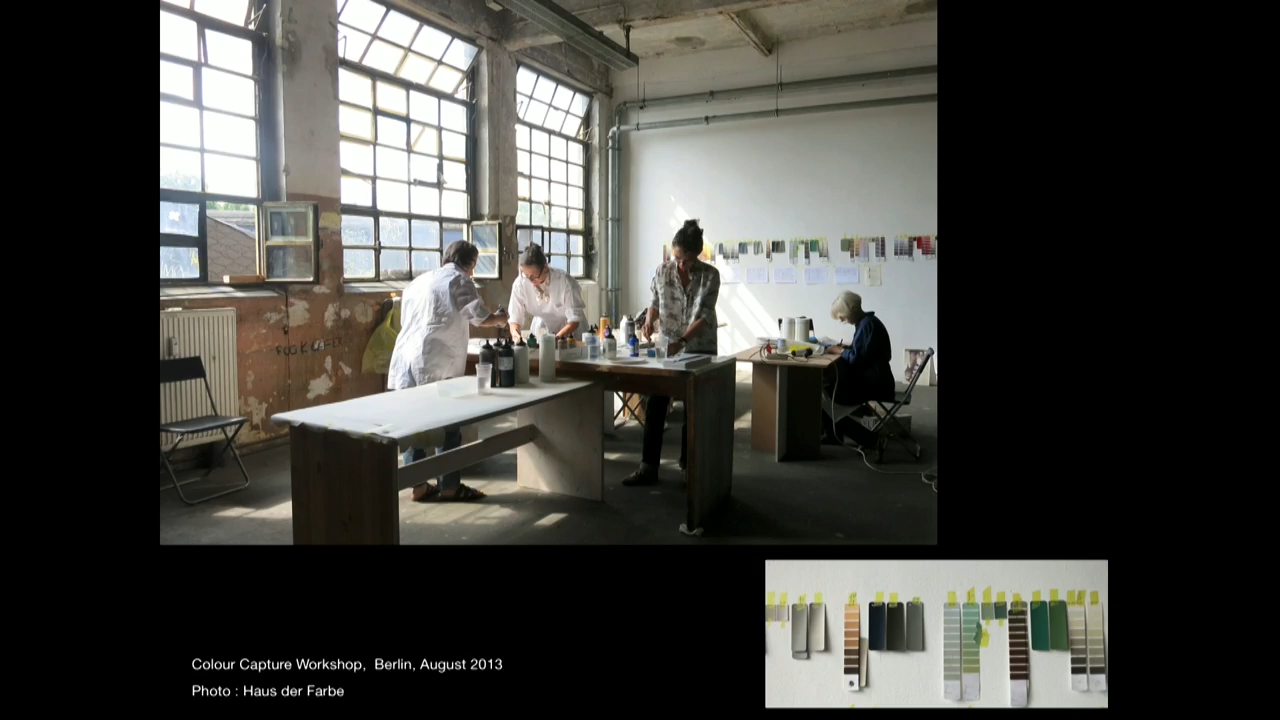 Colour Capture Workshop,  Berlin, August 2013
Photo : Haus der Farbe